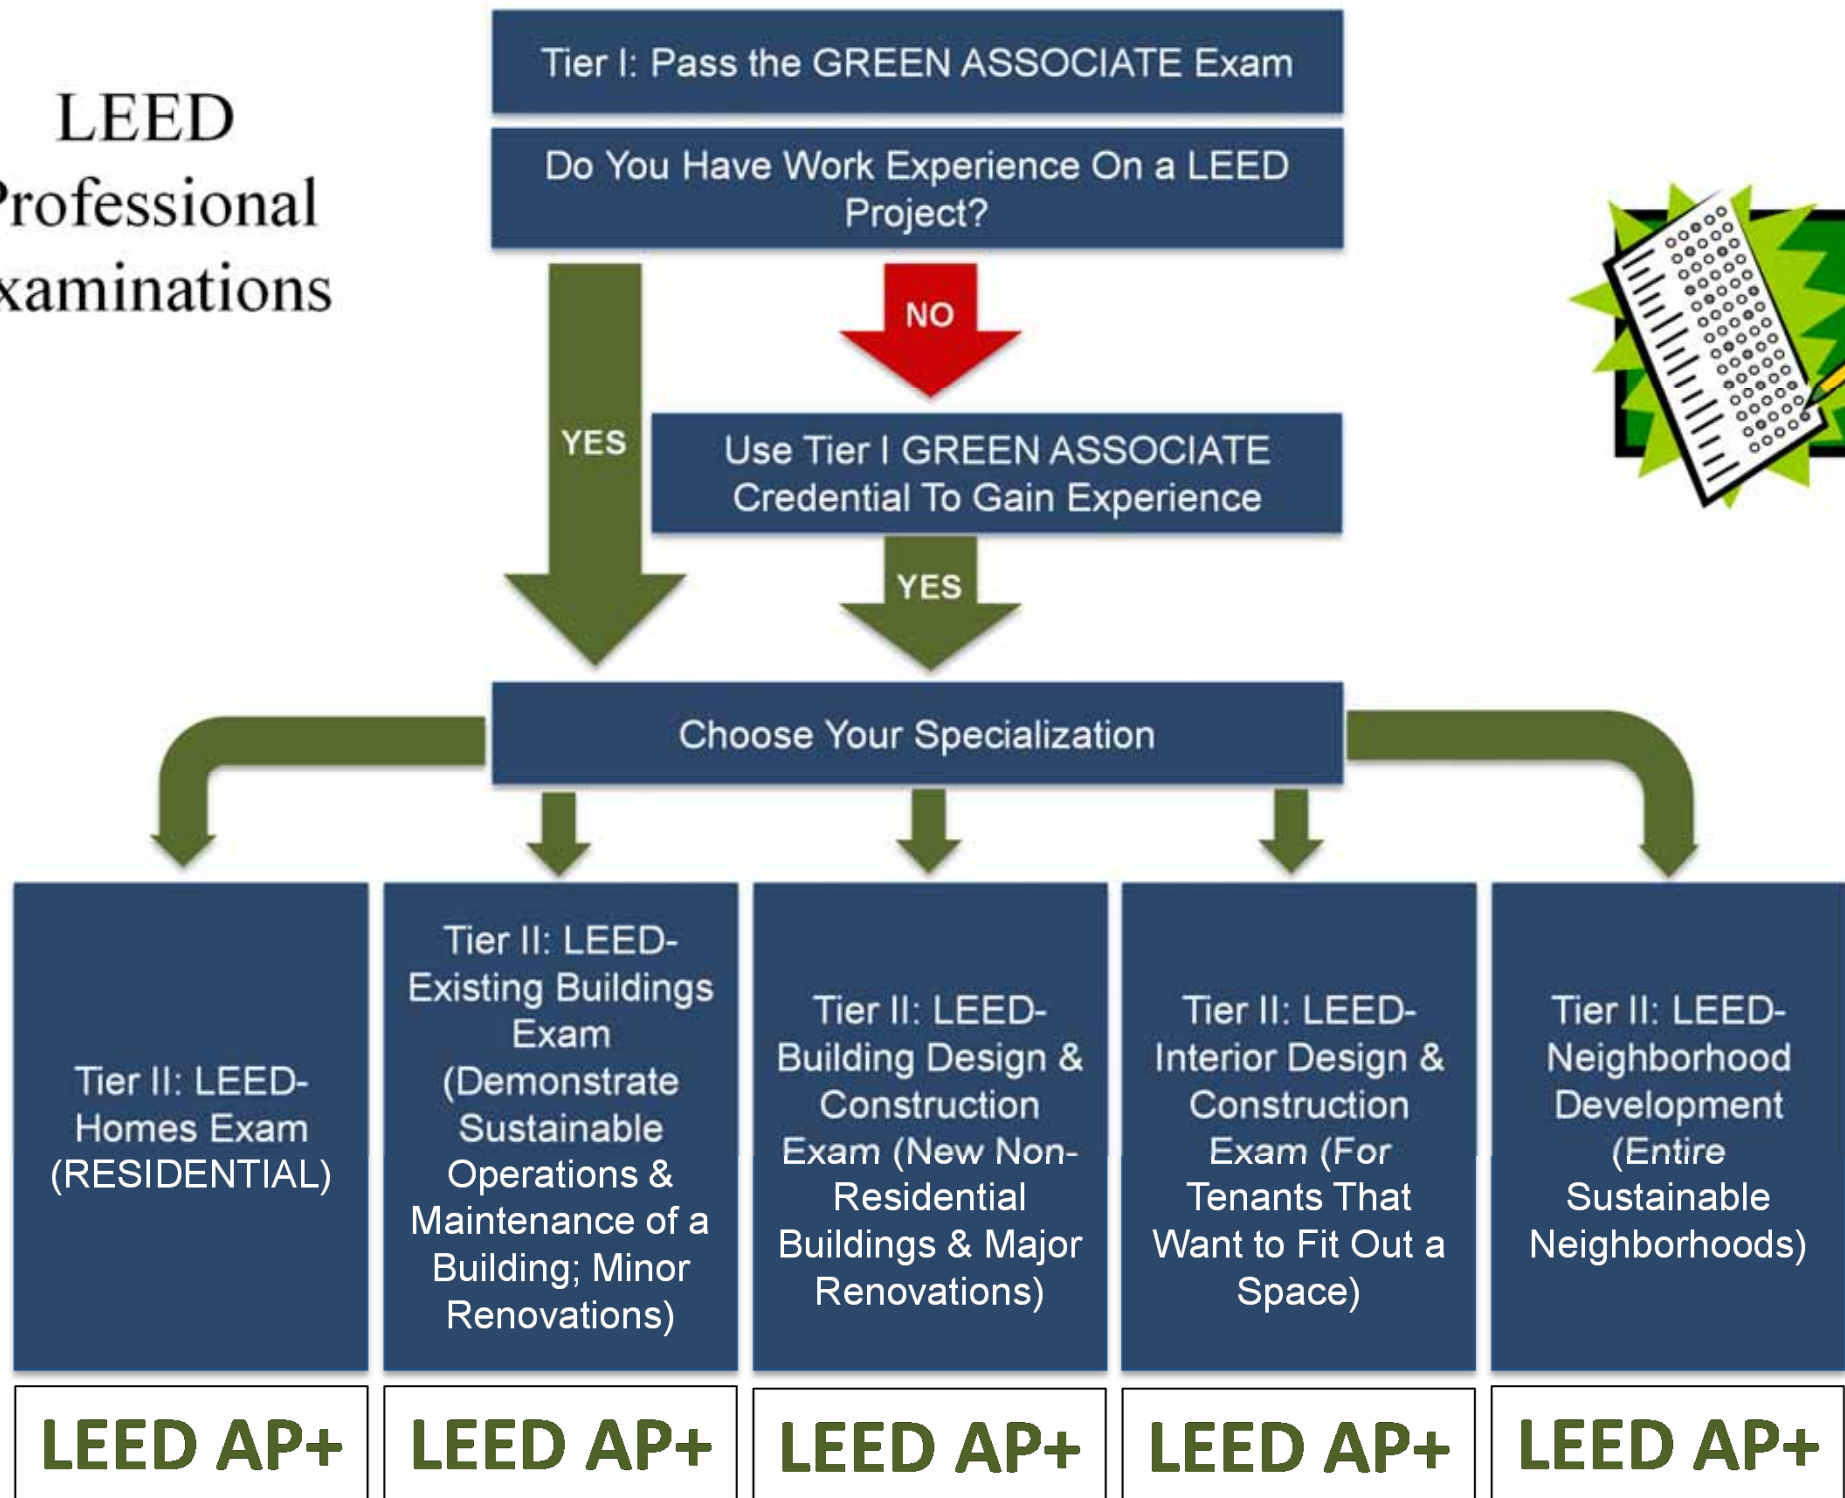 LEED
Professional
xaminations
Tier I: Pass the GREEN ASSOCIATE Exam
Do You Have Work Experience On a LEED
Project?
NO
YES
Use Tier I GREEN ASSOCIATE
Credential To Gain Experience
YES
Choose Your Specialization
Tier II: LEED-
Homes Exam
(RESIDENTIAL)
Tier II: LEED-
Existing Buildings
Exam
(Demonstrate
Sustainable
Operations &
Maintenance of a
Building; Minor
Renovations)
Tier II: LEED-
Building Design &
Construction
Exam (New Non-
Residential
Buildings & Major
Renovations)
Tier II: LEED-
Interior Design &
Construction
Exam (For
Tenants That
Want to Fit Out a
Space)
Tier II: LEED-
Neighborhood
Development
(Entire
Sustainable
Neighborhoods)
LEED AP+
LEED AP+
LEED AP+
LEED AP+
LEED AP+